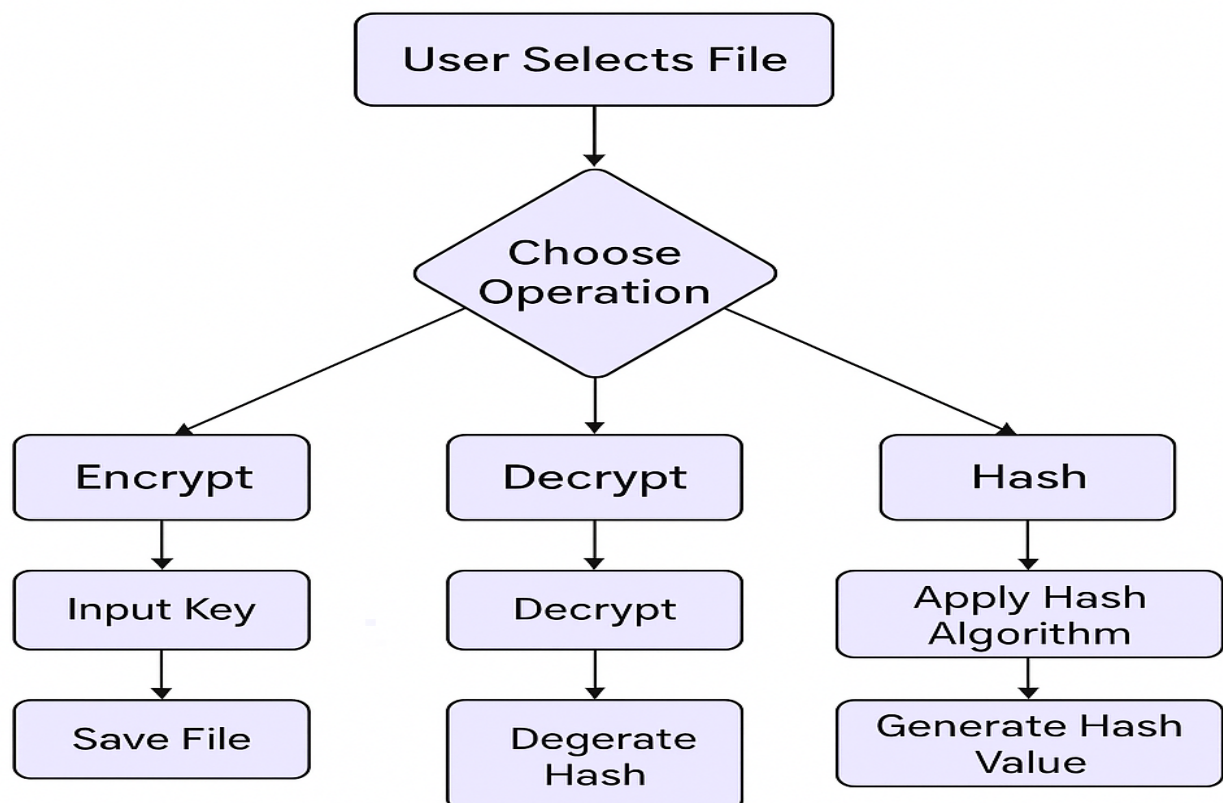 User Selects File
Choose
Operation
Encrypt
Decrypt
Hash
Input Key
Decrypt
Apply Hash
Algorithm
Save File
Degerate
Hash
Generate Hash
Value